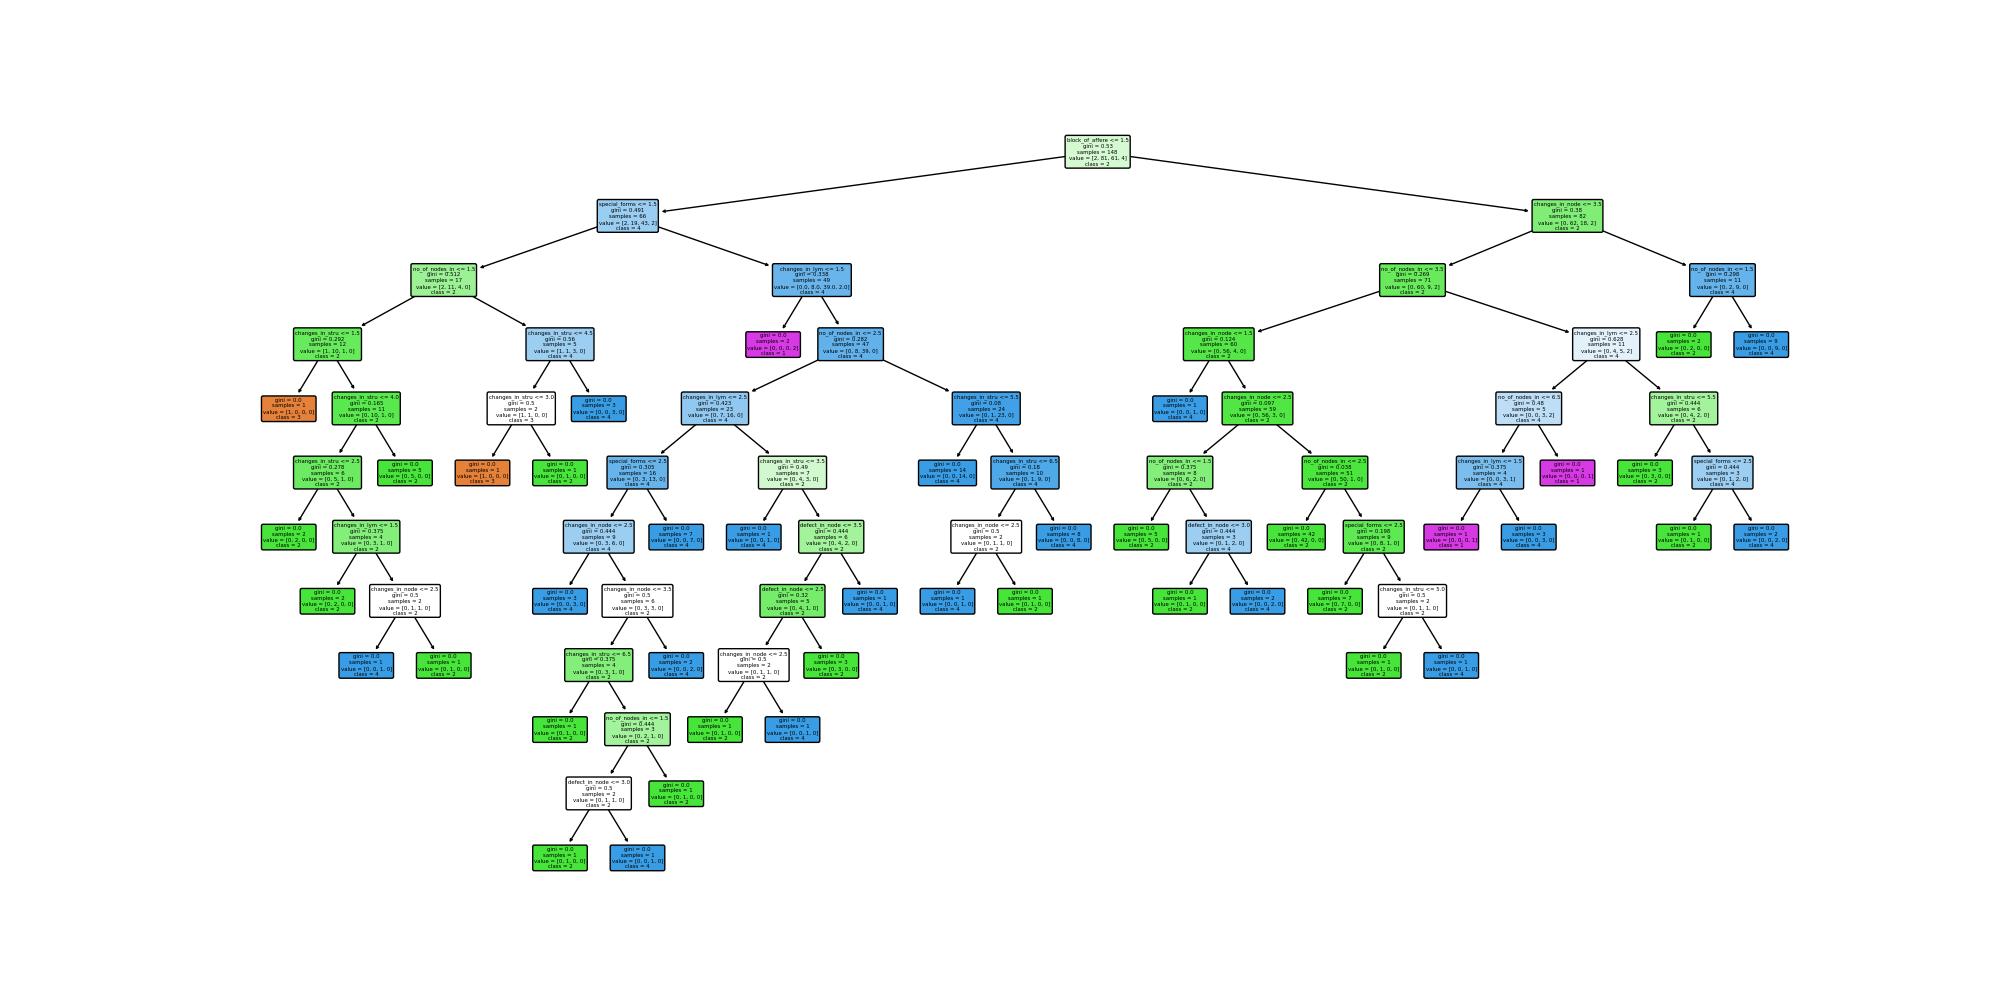 block_of_affere <= 1.5
gini = 0.53
samples = 148
value = [2, 81, 61, 4]
class = 2
special_forms <= 1.5
gini = 0.491
samples = 66
value = [2, 19, 43, 2]
class = 4
changes_in_node <= 3.5
gini = 0.38
samples = 82
value = [0, 62, 18, 2]
class = 2
no_of_nodes_in <= 1.5
gini = 0.512
samples = 17
value = [2, 11, 4, 0]
class = 2
changes_in_lym <= 1.5
gini = 0.338
samples = 49
value = [0.0, 8.0, 39.0, 2.0]
class = 4
no_of_nodes_in <= 3.5
gini = 0.269
samples = 71
value = [0, 60, 9, 2]
class = 2
no_of_nodes_in <= 1.5
gini = 0.298
samples = 11
value = [0, 2, 9, 0]
class = 4
changes_in_stru <= 1.5
gini = 0.292
samples = 12
value = [1, 10, 1, 0]
class = 2
changes_in_stru <= 4.5
gini = 0.56
samples = 5
value = [1, 1, 3, 0]
class = 4
gini = 0.0
samples = 2
value = [0, 0, 0, 2]
class = 1
no_of_nodes_in <= 2.5
gini = 0.282
samples = 47
value = [0, 8, 39, 0]
class = 4
changes_in_node <= 1.5
gini = 0.124
samples = 60
value = [0, 56, 4, 0]
class = 2
changes_in_lym <= 2.5
gini = 0.628
samples = 11
value = [0, 4, 5, 2]
class = 4
gini = 0.0
samples = 2
value = [0, 2, 0, 0]
class = 2
gini = 0.0
samples = 9
value = [0, 0, 9, 0]
class = 4
gini = 0.0
samples = 1
value = [1, 0, 0, 0]
class = 3
changes_in_stru <= 4.0
gini = 0.165
samples = 11
value = [0, 10, 1, 0]
class = 2
changes_in_stru <= 3.0
gini = 0.5
samples = 2
value = [1, 1, 0, 0]
class = 3
gini = 0.0
samples = 3
value = [0, 0, 3, 0]
class = 4
changes_in_lym <= 2.5
gini = 0.423
samples = 23
value = [0, 7, 16, 0]
class = 4
changes_in_stru <= 5.5
gini = 0.08
samples = 24
value = [0, 1, 23, 0]
class = 4
gini = 0.0
samples = 1
value = [0, 0, 1, 0]
class = 4
changes_in_node <= 2.5
gini = 0.097
samples = 59
value = [0, 56, 3, 0]
class = 2
no_of_nodes_in <= 6.5
gini = 0.48
samples = 5
value = [0, 0, 3, 2]
class = 4
changes_in_stru <= 5.5
gini = 0.444
samples = 6
value = [0, 4, 2, 0]
class = 2
changes_in_stru <= 2.5
gini = 0.278
samples = 6
value = [0, 5, 1, 0]
class = 2
gini = 0.0
samples = 5
value = [0, 5, 0, 0]
class = 2
gini = 0.0
samples = 1
value = [1, 0, 0, 0]
class = 3
gini = 0.0
samples = 1
value = [0, 1, 0, 0]
class = 2
special_forms <= 2.5
gini = 0.305
samples = 16
value = [0, 3, 13, 0]
class = 4
changes_in_stru <= 3.5
gini = 0.49
samples = 7
value = [0, 4, 3, 0]
class = 2
gini = 0.0
samples = 14
value = [0, 0, 14, 0]
class = 4
changes_in_stru <= 6.5
gini = 0.18
samples = 10
value = [0, 1, 9, 0]
class = 4
no_of_nodes_in <= 1.5
gini = 0.375
samples = 8
value = [0, 6, 2, 0]
class = 2
no_of_nodes_in <= 2.5
gini = 0.038
samples = 51
value = [0, 50, 1, 0]
class = 2
changes_in_lym <= 1.5
gini = 0.375
samples = 4
value = [0, 0, 3, 1]
class = 4
gini = 0.0
samples = 1
value = [0, 0, 0, 1]
class = 1
gini = 0.0
samples = 3
value = [0, 3, 0, 0]
class = 2
special_forms <= 2.5
gini = 0.444
samples = 3
value = [0, 1, 2, 0]
class = 4
gini = 0.0
samples = 2
value = [0, 2, 0, 0]
class = 2
changes_in_lym <= 1.5
gini = 0.375
samples = 4
value = [0, 3, 1, 0]
class = 2
changes_in_node <= 2.5
gini = 0.444
samples = 9
value = [0, 3, 6, 0]
class = 4
gini = 0.0
samples = 7
value = [0, 0, 7, 0]
class = 4
gini = 0.0
samples = 1
value = [0, 0, 1, 0]
class = 4
defect_in_node <= 3.5
gini = 0.444
samples = 6
value = [0, 4, 2, 0]
class = 2
changes_in_node <= 2.5
gini = 0.5
samples = 2
value = [0, 1, 1, 0]
class = 2
gini = 0.0
samples = 8
value = [0, 0, 8, 0]
class = 4
gini = 0.0
samples = 5
value = [0, 5, 0, 0]
class = 2
defect_in_node <= 3.0
gini = 0.444
samples = 3
value = [0, 1, 2, 0]
class = 4
gini = 0.0
samples = 42
value = [0, 42, 0, 0]
class = 2
special_forms <= 2.5
gini = 0.198
samples = 9
value = [0, 8, 1, 0]
class = 2
gini = 0.0
samples = 1
value = [0, 0, 0, 1]
class = 1
gini = 0.0
samples = 3
value = [0, 0, 3, 0]
class = 4
gini = 0.0
samples = 1
value = [0, 1, 0, 0]
class = 2
gini = 0.0
samples = 2
value = [0, 0, 2, 0]
class = 4
gini = 0.0
samples = 2
value = [0, 2, 0, 0]
class = 2
changes_in_node <= 2.5
gini = 0.5
samples = 2
value = [0, 1, 1, 0]
class = 2
gini = 0.0
samples = 3
value = [0, 0, 3, 0]
class = 4
changes_in_node <= 3.5
gini = 0.5
samples = 6
value = [0, 3, 3, 0]
class = 2
defect_in_node <= 2.5
gini = 0.32
samples = 5
value = [0, 4, 1, 0]
class = 2
gini = 0.0
samples = 1
value = [0, 0, 1, 0]
class = 4
gini = 0.0
samples = 1
value = [0, 0, 1, 0]
class = 4
gini = 0.0
samples = 1
value = [0, 1, 0, 0]
class = 2
gini = 0.0
samples = 1
value = [0, 1, 0, 0]
class = 2
gini = 0.0
samples = 2
value = [0, 0, 2, 0]
class = 4
gini = 0.0
samples = 7
value = [0, 7, 0, 0]
class = 2
changes_in_stru <= 5.0
gini = 0.5
samples = 2
value = [0, 1, 1, 0]
class = 2
gini = 0.0
samples = 1
value = [0, 0, 1, 0]
class = 4
gini = 0.0
samples = 1
value = [0, 1, 0, 0]
class = 2
changes_in_stru <= 6.5
gini = 0.375
samples = 4
value = [0, 3, 1, 0]
class = 2
gini = 0.0
samples = 2
value = [0, 0, 2, 0]
class = 4
changes_in_node <= 2.5
gini = 0.5
samples = 2
value = [0, 1, 1, 0]
class = 2
gini = 0.0
samples = 3
value = [0, 3, 0, 0]
class = 2
gini = 0.0
samples = 1
value = [0, 1, 0, 0]
class = 2
gini = 0.0
samples = 1
value = [0, 0, 1, 0]
class = 4
gini = 0.0
samples = 1
value = [0, 1, 0, 0]
class = 2
no_of_nodes_in <= 1.5
gini = 0.444
samples = 3
value = [0, 2, 1, 0]
class = 2
gini = 0.0
samples = 1
value = [0, 1, 0, 0]
class = 2
gini = 0.0
samples = 1
value = [0, 0, 1, 0]
class = 4
defect_in_node <= 3.0
gini = 0.5
samples = 2
value = [0, 1, 1, 0]
class = 2
gini = 0.0
samples = 1
value = [0, 1, 0, 0]
class = 2
gini = 0.0
samples = 1
value = [0, 1, 0, 0]
class = 2
gini = 0.0
samples = 1
value = [0, 0, 1, 0]
class = 4